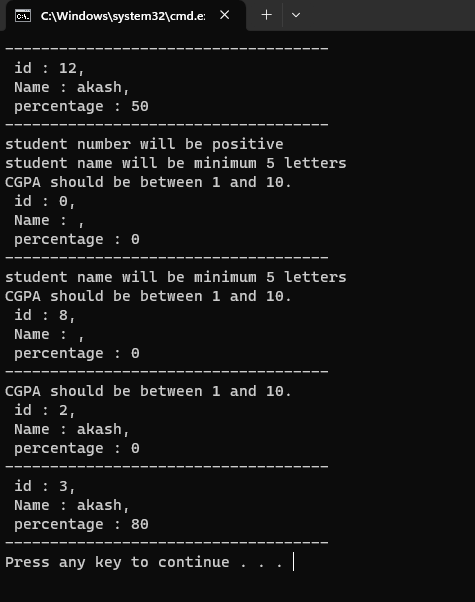 C:\Windows\system32\cmd.e:
------------------------------------
id : 12,
Name : akash,
percentage : 50
------------------------------------
student number will be positive
student name will be minimum 5 letters
CGPA should be between 1 and 10.
id : 0,
Name : ,
percentage : 0
------------------------------------
student name will be minimum 5 letters
CGPA should be between 1 and 10.
id : 8,
Name : ,
percentage : 0
------------------------------------
CGPA should be between 1 and 10.
id : 2,
Name : akash,
percentage : 0
------------------------------------
id : 3,
Name : akash,
percentage : 80
------------------------------------
Press any key to continue . . .